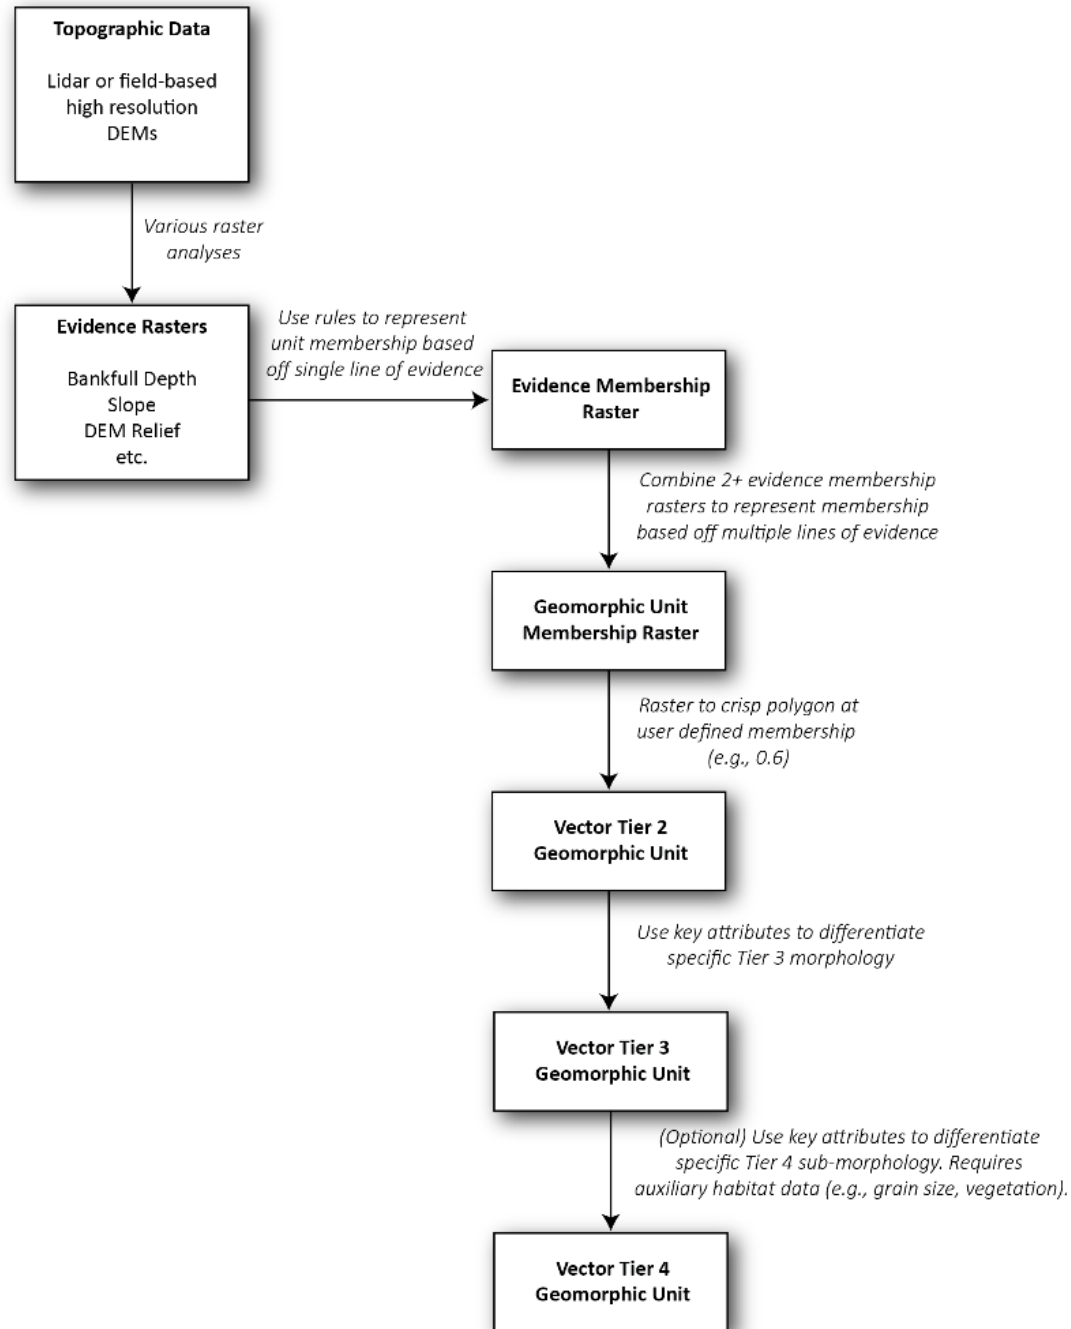 Topographic Data
Lidar or field-based
high resolution
DEMs
Various raster
analyses
Evidence Rasters
Bankfull Depth
Slope
DEM Relief
etc.
Use rules to represent
unit membership based
off single line of evidence
Evidence Membership
Raster
Combine 2+ evidence membership
rasters to represent membership
based off multiple lines of evidence
Geomorphic Unit
Membership Raster
Raster to crisp polygon at
user defined membership
(e.g., 0.6)
Vector Tier 2
Geomorphic Unit
Use key attributes to differentiate
specific Tier 3 morphology
Vector Tier 3
Geomorphic Unit
(Optional) Use key attributes to differentiate
specific Tier 4 sub-morphology. Requires
auxiliary habitat data (e.g., grain size, vegetation).
Vector Tier 4
Geomorphic Unit